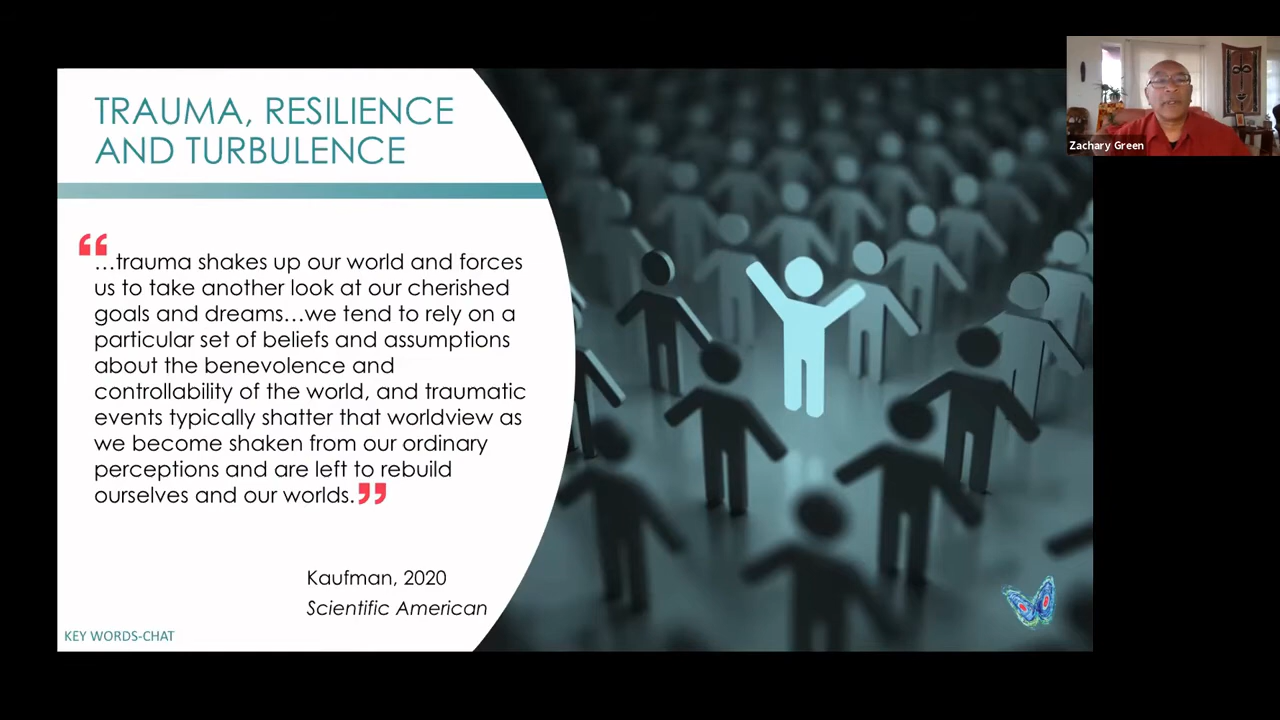 TRAUMA, RESILIENCE
AND TURBULENCE
“…trauma shakes up our world and forces
us to take another look at our cherished
goals and dreams…we tend to rely on a
particular set of beliefs and assumptions
about the benevolence and
controllability of the world, and traumatic
events typically shatter that worldview as
we become shaken from our ordinary
perceptions and are left to rebuild
ourselves and our worlds.”
Kaufman, 2020
Scientific American
KEY WORDS-CHAT
Zachary Green